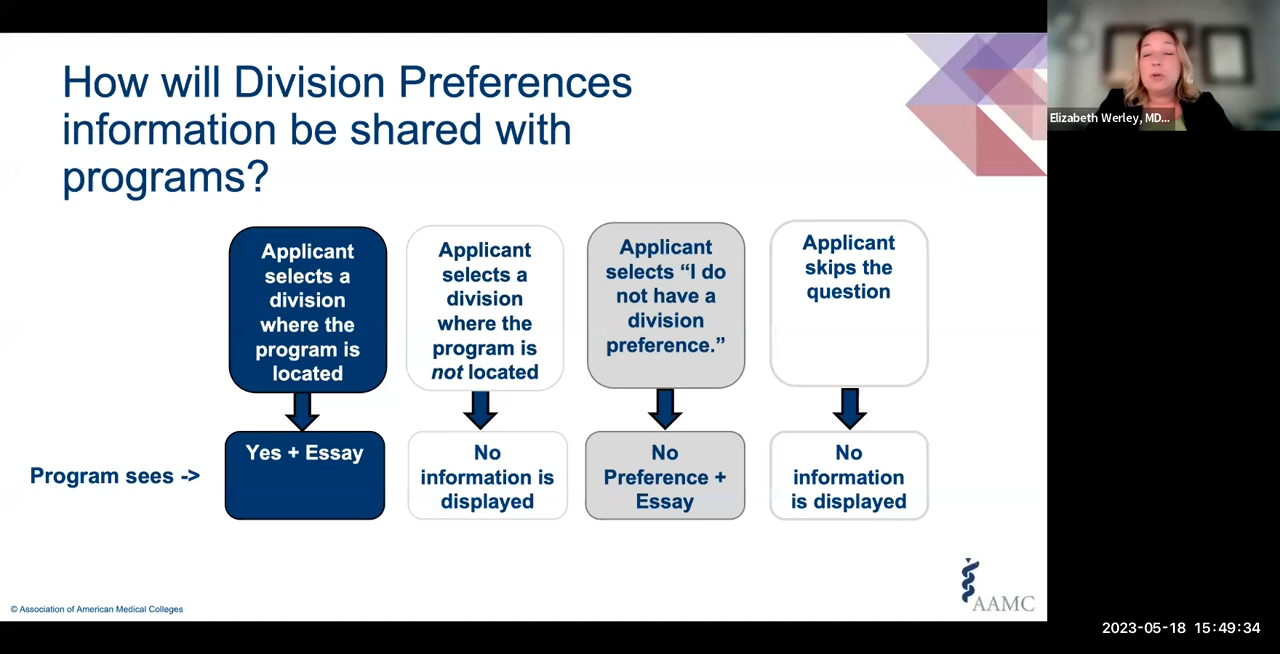 How will Division Preferences
information be shared with
programs?
Elizabeth Werley, MD...
Applicant
selects a
division
where the
program is
located
Applicant
selects a
division
where the
program is
not located
Applicant
selects “I do
not have a
division
preference.”
Applicant
skips the
question
Program sees ->
Yes + Essay
No
information is
displayed
No
Preference +
Essay
No
information
is displayed
© Association of American Medical Colleges
AAMC
2023-05-18 15:49:34